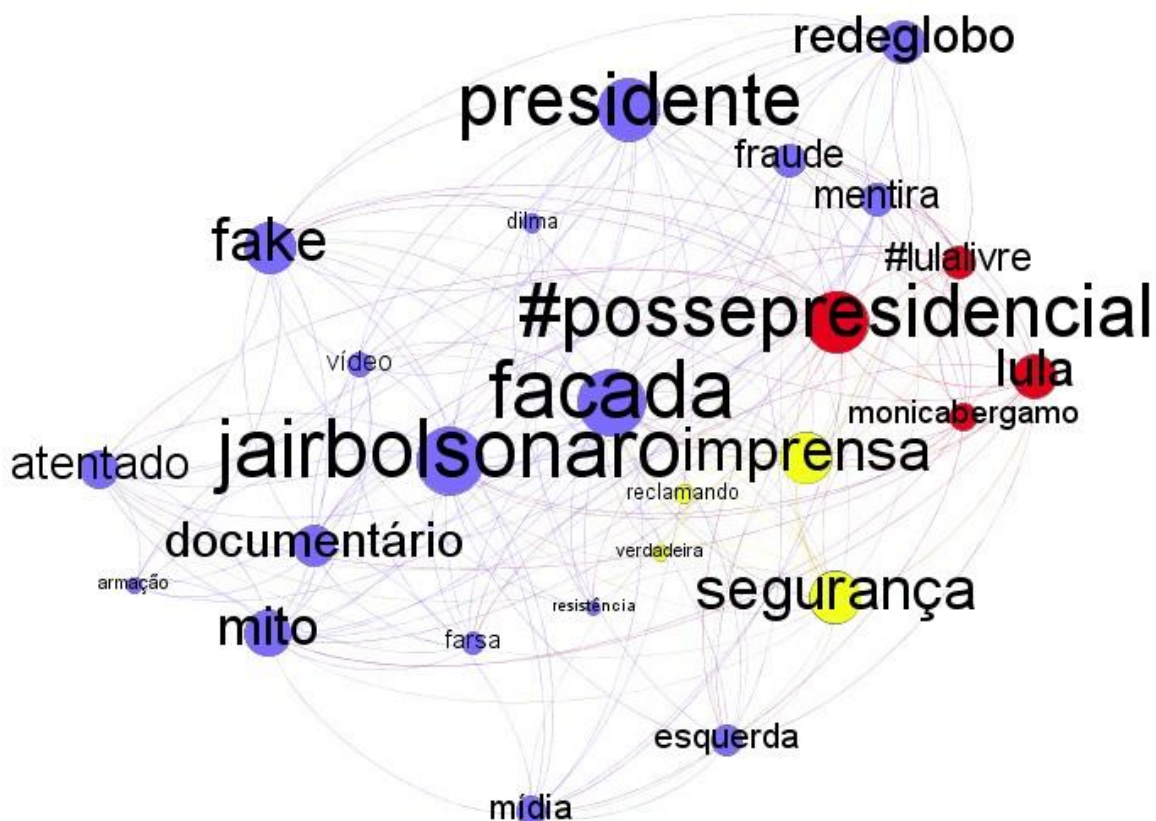 redeglobo
presidente
fraude
mentira
dilma
fake
#lulalivre
#possepresidencial
vídeo
lula
facada
monicabergamo
jairbolsonaro
imprensa
atentado
reclamando
documentário
verdadeira
armação
segurança
resistência
mito
farsa
esquerda
mídia